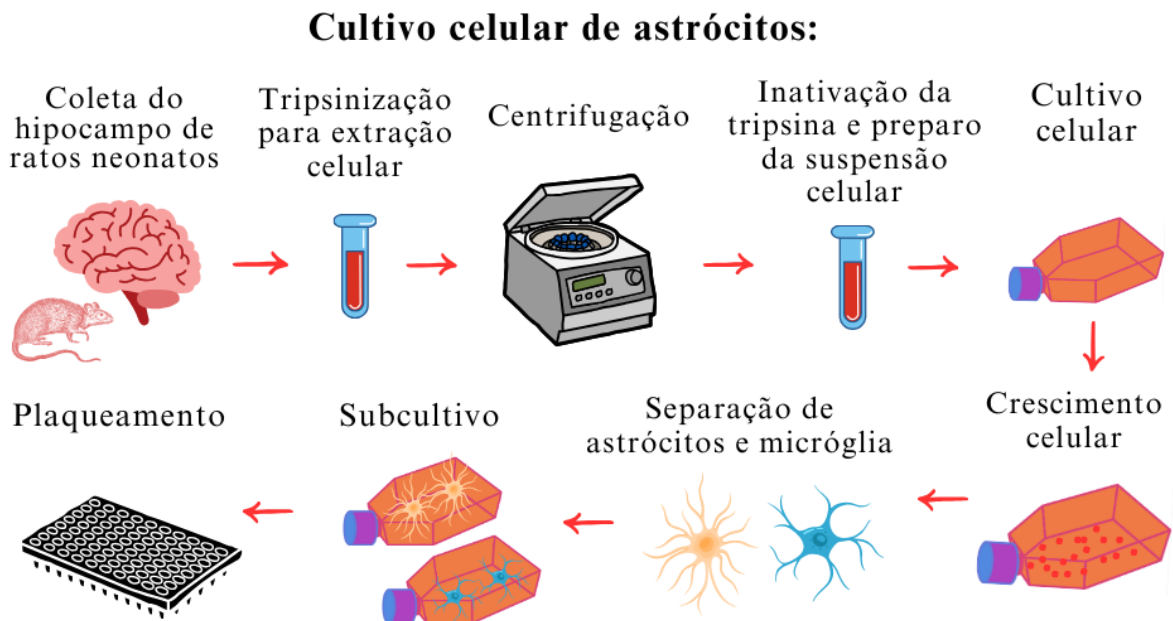 Cultivo celular de astrócitos:
Coleta do
hipocampo de
ratos neonatos
Tripsinização
para extração
celular
Centrifugação
Inativação da
tripsina e preparo
da suspensão
celular
Cultivo
celular
Crescimento
celular
Separação de
astrócitos e micróglia
Subcultivo
Plaqueamento